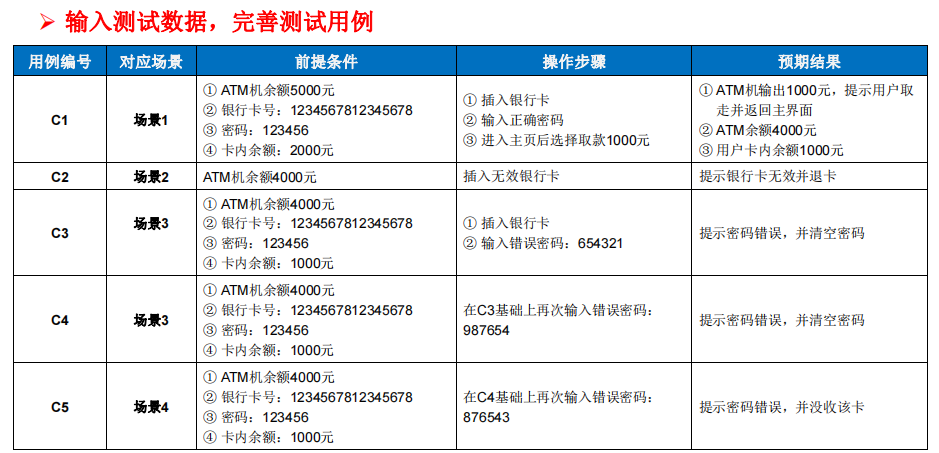 ➢ 输入测试数据，完善测试用例
用例编号 对应场景 前提条件 操作步骤 预期结果
C1
场景1
① ATM机余额5000元
② 银行卡号：1234567812345678
③ 密码：123456
④ 卡内余额：2000元
① 插入银行卡
② 输入正确密码
③ 进入主页后选择取款1000元
① ATM机输出1000元，提示用户取
走并返回主界面
② ATM余额4000元
③ 用户卡内余额1000元
C2
场景2
ATM机余额4000元
插入无效银行卡
提示银行卡无效并退卡
C3
场景3
① ATM机余额4000元
② 银行卡号：1234567812345678
③ 密码：123456
④ 卡内余额：1000元
① 插入银行卡
② 输入错误密码：654321
提示密码错误，并清空密码
C4
场景3
① ATM机余额4000元
② 银行卡号：1234567812345678
③ 密码：123456
④ 卡内余额：1000元
在C3基础上再次输入错误密码：
987654
提示密码错误，并清空密码
C5
场景4
① ATM机余额4000元
② 银行卡号：1234567812345678
③ 密码：123456
④ 卡内余额：1000元
在C4基础上再次输入错误密码：
876543
提示密码错误，并没收该卡